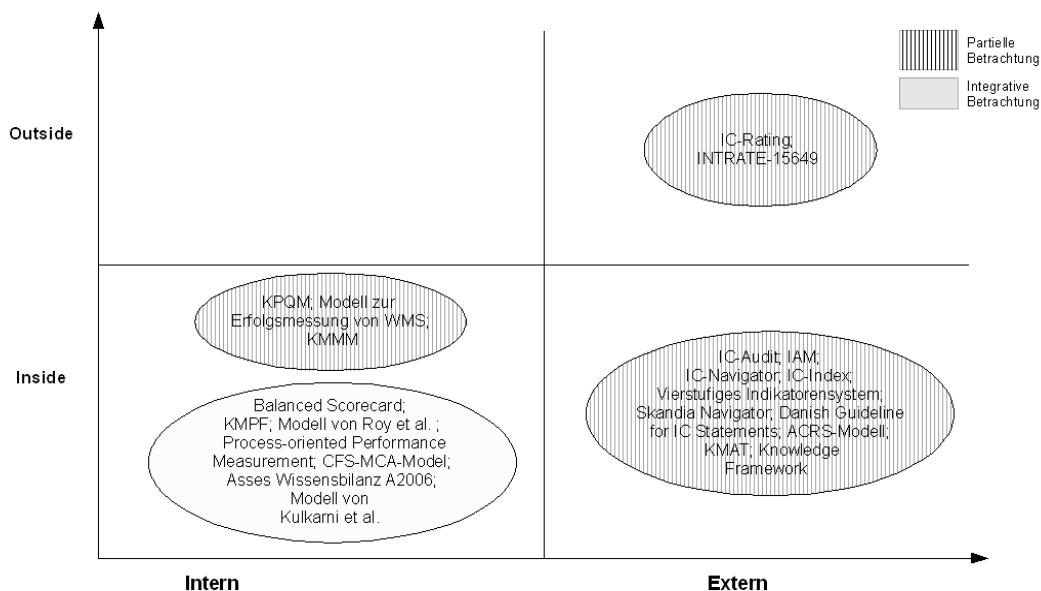 Partielle
Betrachtung
Integrative
Betrachtung
Outside
IC-Rating;
INTRATE-15649
KPQM; Modell zur
Erfolgsmessung von WMS;
KMMM
Inside
Balanced Scorecard;
KMPF; Modell von Roy et al. ;
Process-oriented Performance
Measurement; CFS-MCA-Model;
Asses Wissensbilanz A2006;
Modell von
Kulkarni et al.
IC-Audit; IAM;
IC-Navigator; IC-Index;
Vierstufiges Indikatorensystem;
Skandia Navigator; Danish Guideline
for IC Statements; ACRS-Modell;
KMAT; Knowledge
Framework
Intern
Extern